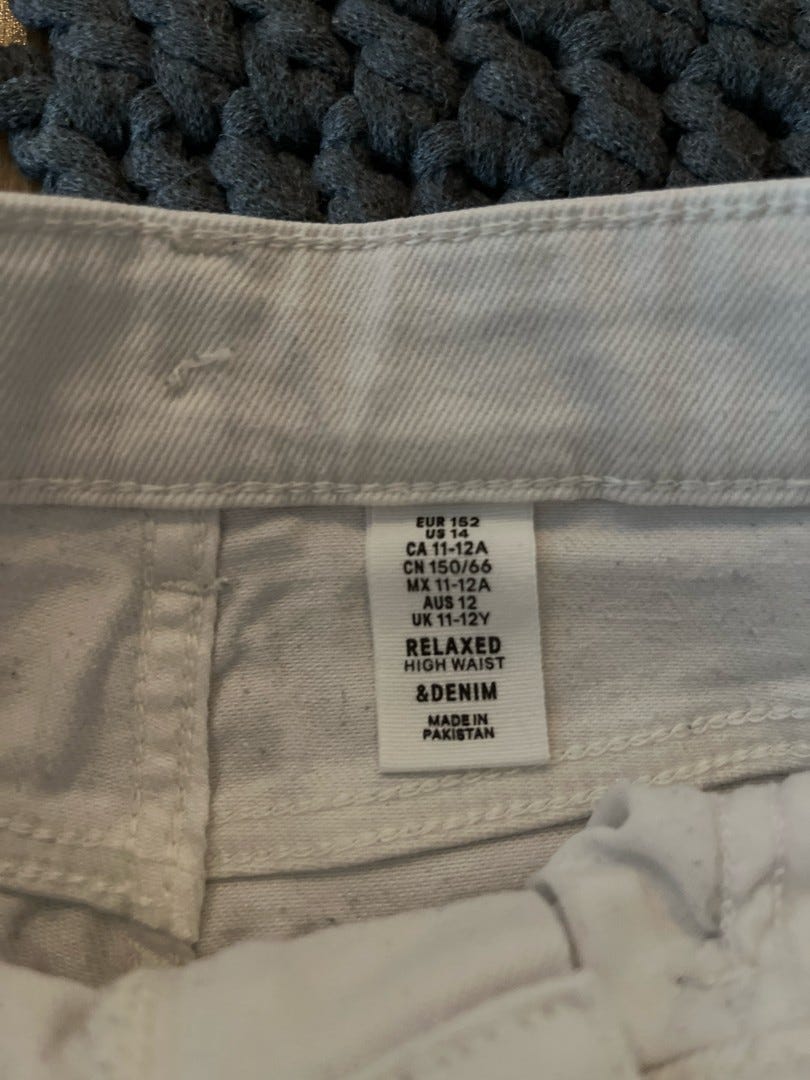 EUR 152
US 14
CA 11-12A
CN 150/66
MX 11-12A
AUS 12
UK 11-12Y
RELAXED
HIGH WAIST
&DENIM
MADE IN
PAKISTAN